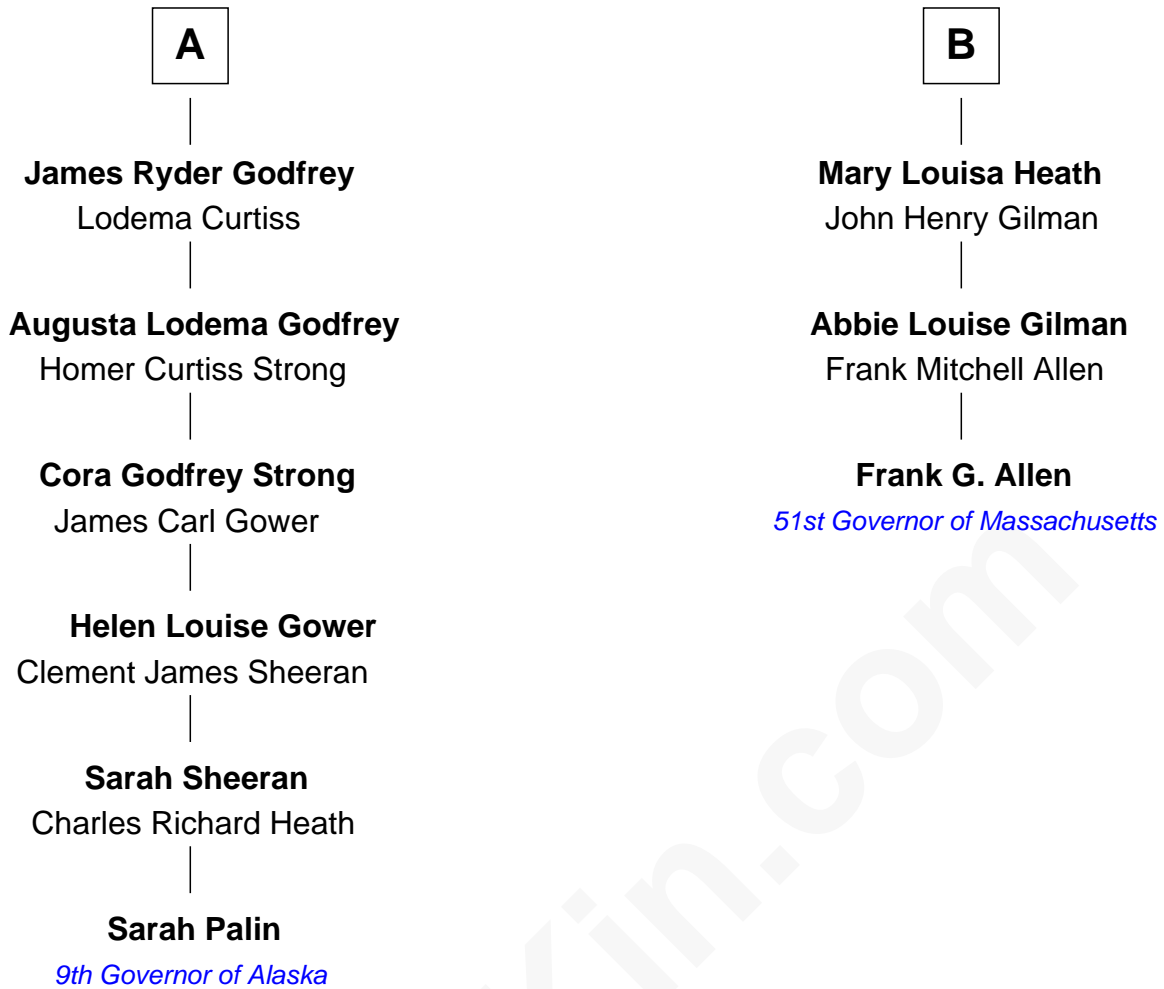 A
James Ryder Godfrey
Lodema Curtiss
Augusta Lodema Godfrey
Homer Curtiss Strong
Cora Godfrey Strong
James Carl Gower
Helen Louise Gower
Clement James Sheeran
Sarah Sheeran
Charles Richard Heath
Sarah Palin
9th Governor of Alaska
B
Mary Louisa Heath
John Henry Gilman
Abbie Louise Gilman
Frank Mitchell Allen
Frank G. Allen
51st Governor of Massachusetts